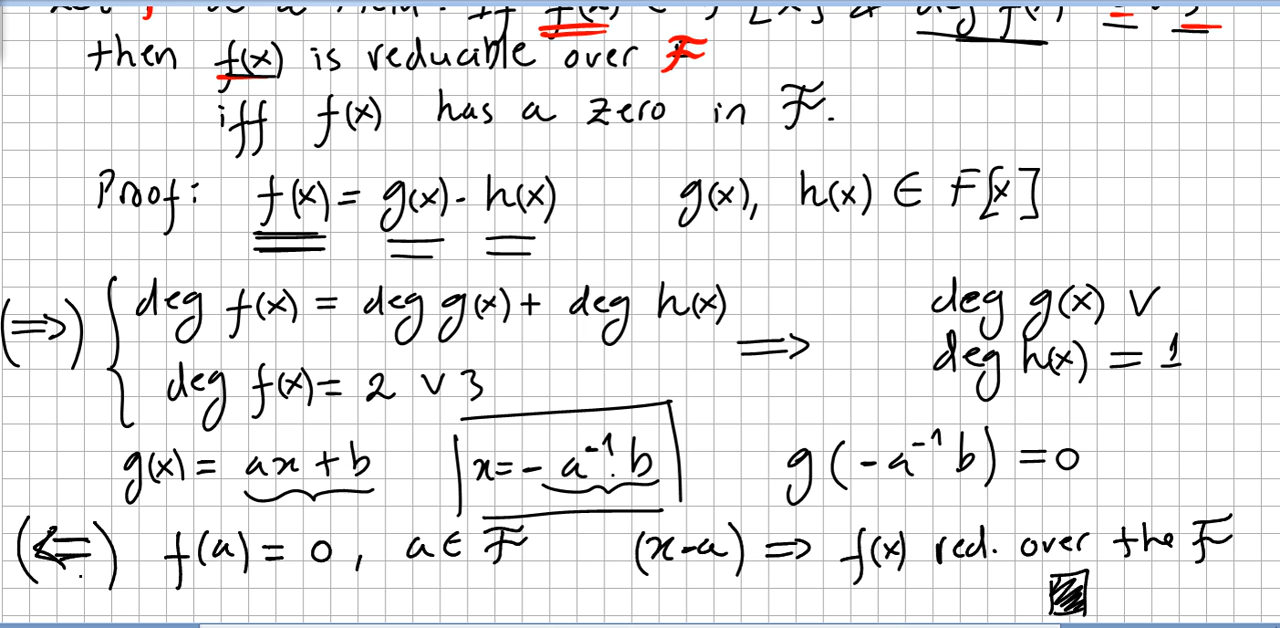 then f(x) is reducable over F
iff f(x) has a zero in F.
Proof: f(x) = g(x) · h(x) g(x), h(x) ∈ F[x]
(⇒) { deg f(x) = deg g(x) + deg h(x) ⇒ deg g(x) ∨
deg f(x) = 2 ∨ 3 deg h(x) = 1
g(x) = ax + b x = - a⁻¹·b g(-a⁻¹b) = 0
(⇐) f(a) = 0, a ∈ F (x-a) ⇒ f(x) red. over the F